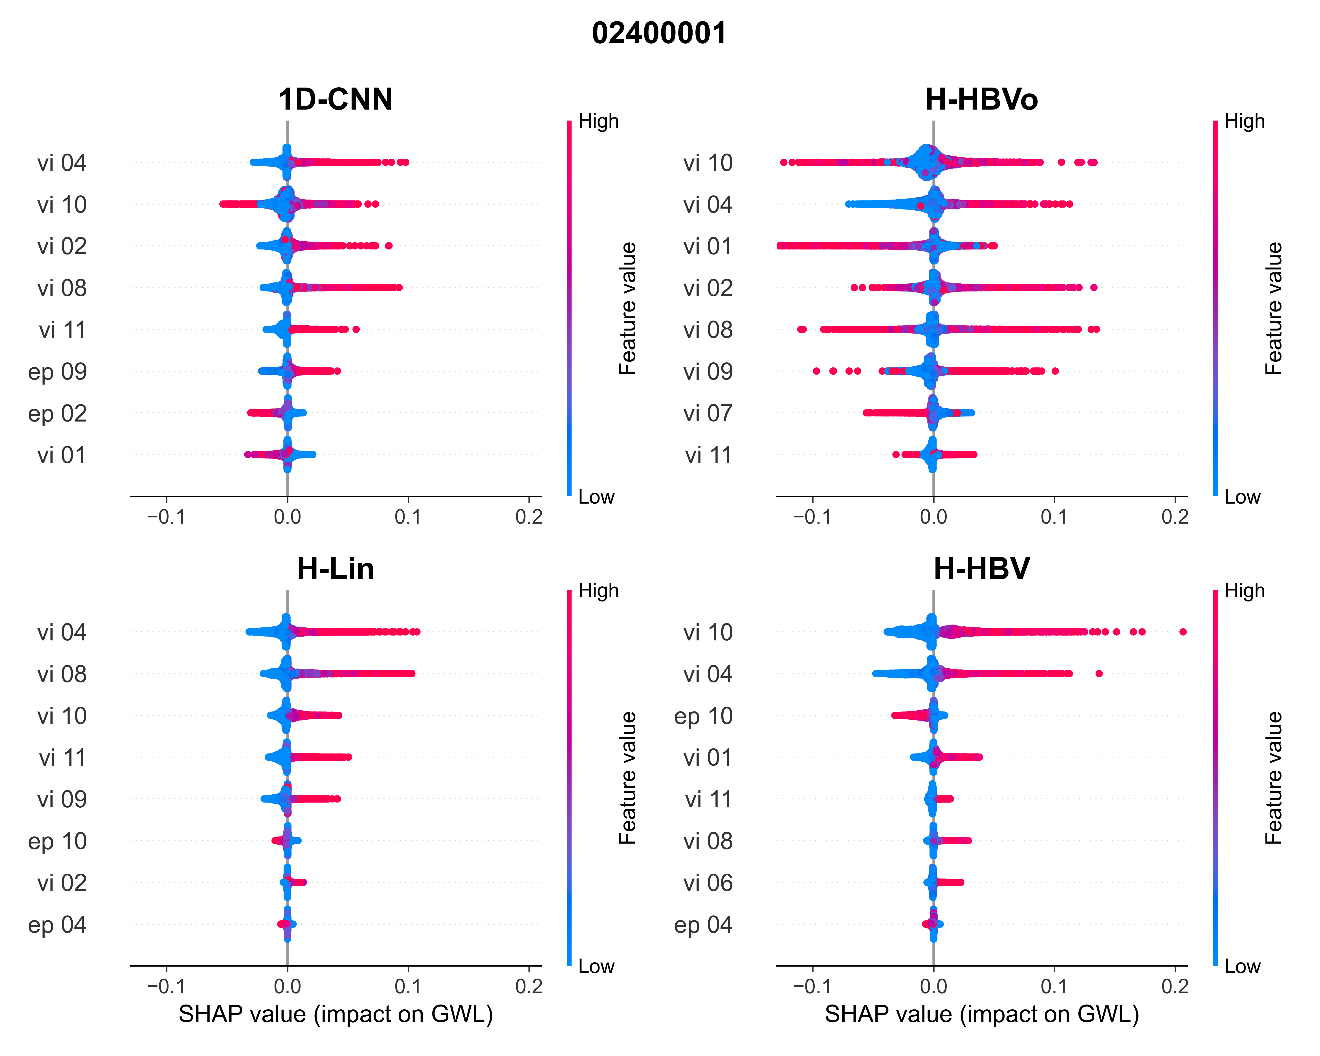 02400001
1D-CNN
High
vi 04
vi 10
vi 02
vi 08
vi 11
ep 09
ep 02
vi 01
Low
Feature value
−0.1 0.0 0.1 0.2
H-HBVo
High
vi 10
vi 04
vi 01
vi 02
vi 08
vi 09
vi 07
vi 11
Low
Feature value
−0.1 0.0 0.1 0.2
H-Lin
High
vi 04
vi 08
vi 10
vi 11
vi 09
ep 10
vi 02
ep 04
Low
Feature value
−0.1 0.0 0.1 0.2
SHAP value (impact on GWL)
H-HBV
High
vi 10
vi 04
ep 10
vi 01
vi 11
vi 08
vi 06
ep 04
Low
Feature value
−0.1 0.0 0.1 0.2
SHAP value (impact on GWL)